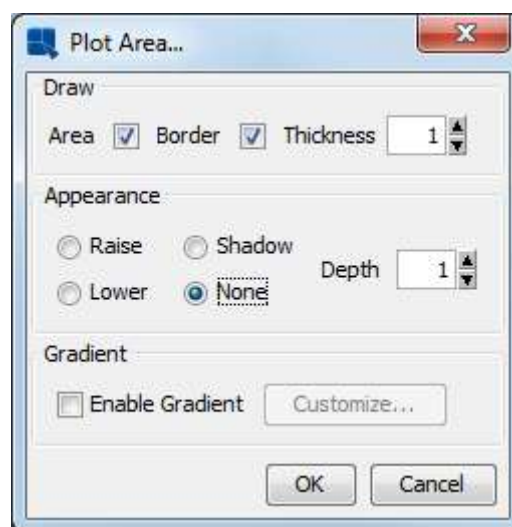 Plot Area...
Draw
Area Border Thickness 1
Appearance
Raise Shadow
Depth 1
Lower None
Gradient
Enable Gradient Customize...
OK Cancel